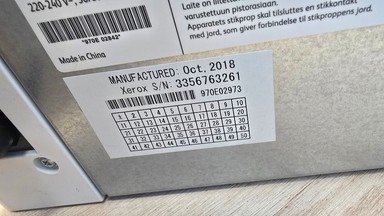 220-240 V~
*970E 02842*
Made in China
Laite on liitettävä
varustettuun pistorasiaan.
Apparatets stikprop skal tilsluttes en stikkontakt
med jord, som giver forbindelse til stikproppens jord.
MANUFACTURED: Oct. 2018
Xerox S/N: 3356763261
970E02973
1 2 3 4 5 6 7 8 9 10
11 12 13 14 15 16 17 18 19 20
21 22 23 24 25 26 27 28 29 30
31 32 33 34 35 36 37 38 39 40
41 42 43 44 45 46 47 48 49 50